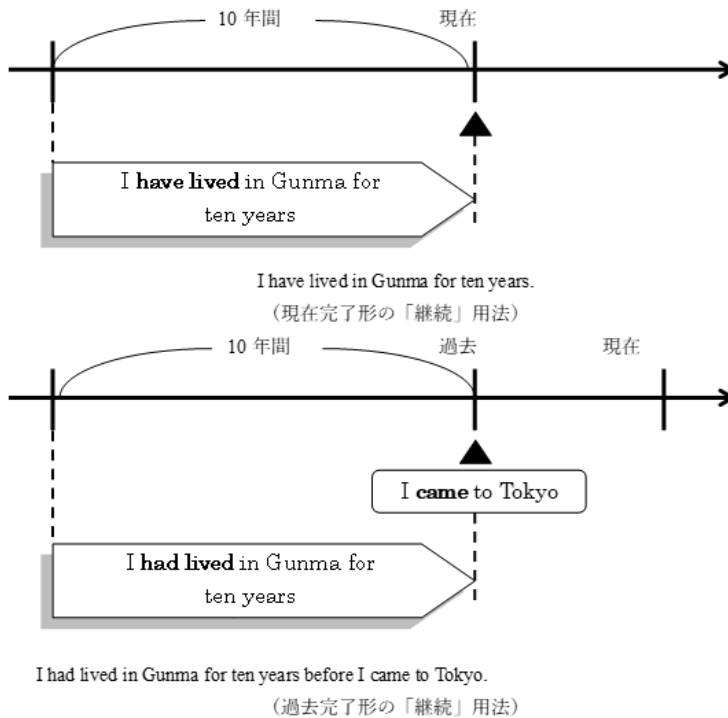 10 年間
現在
I have lived in Gunma for
ten years
I have lived in Gunma for ten years.
（現在完了形の「継続」用法）
10 年間
過去
現在
I came to Tokyo
I had lived in Gunma for
ten years
I had lived in Gunma for ten years before I came to Tokyo.
（過去完了形の「継続」用法）